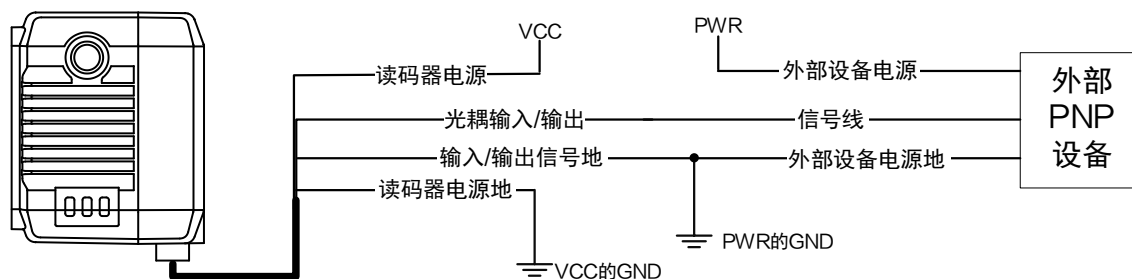 VCC
PWR
读码器电源
外部设备电源
光耦输入/输出
信号线
输入/输出信号地
外部设备电源地
读码器电源地
外部
PNP
设备
PWR的GND
VCC的GND